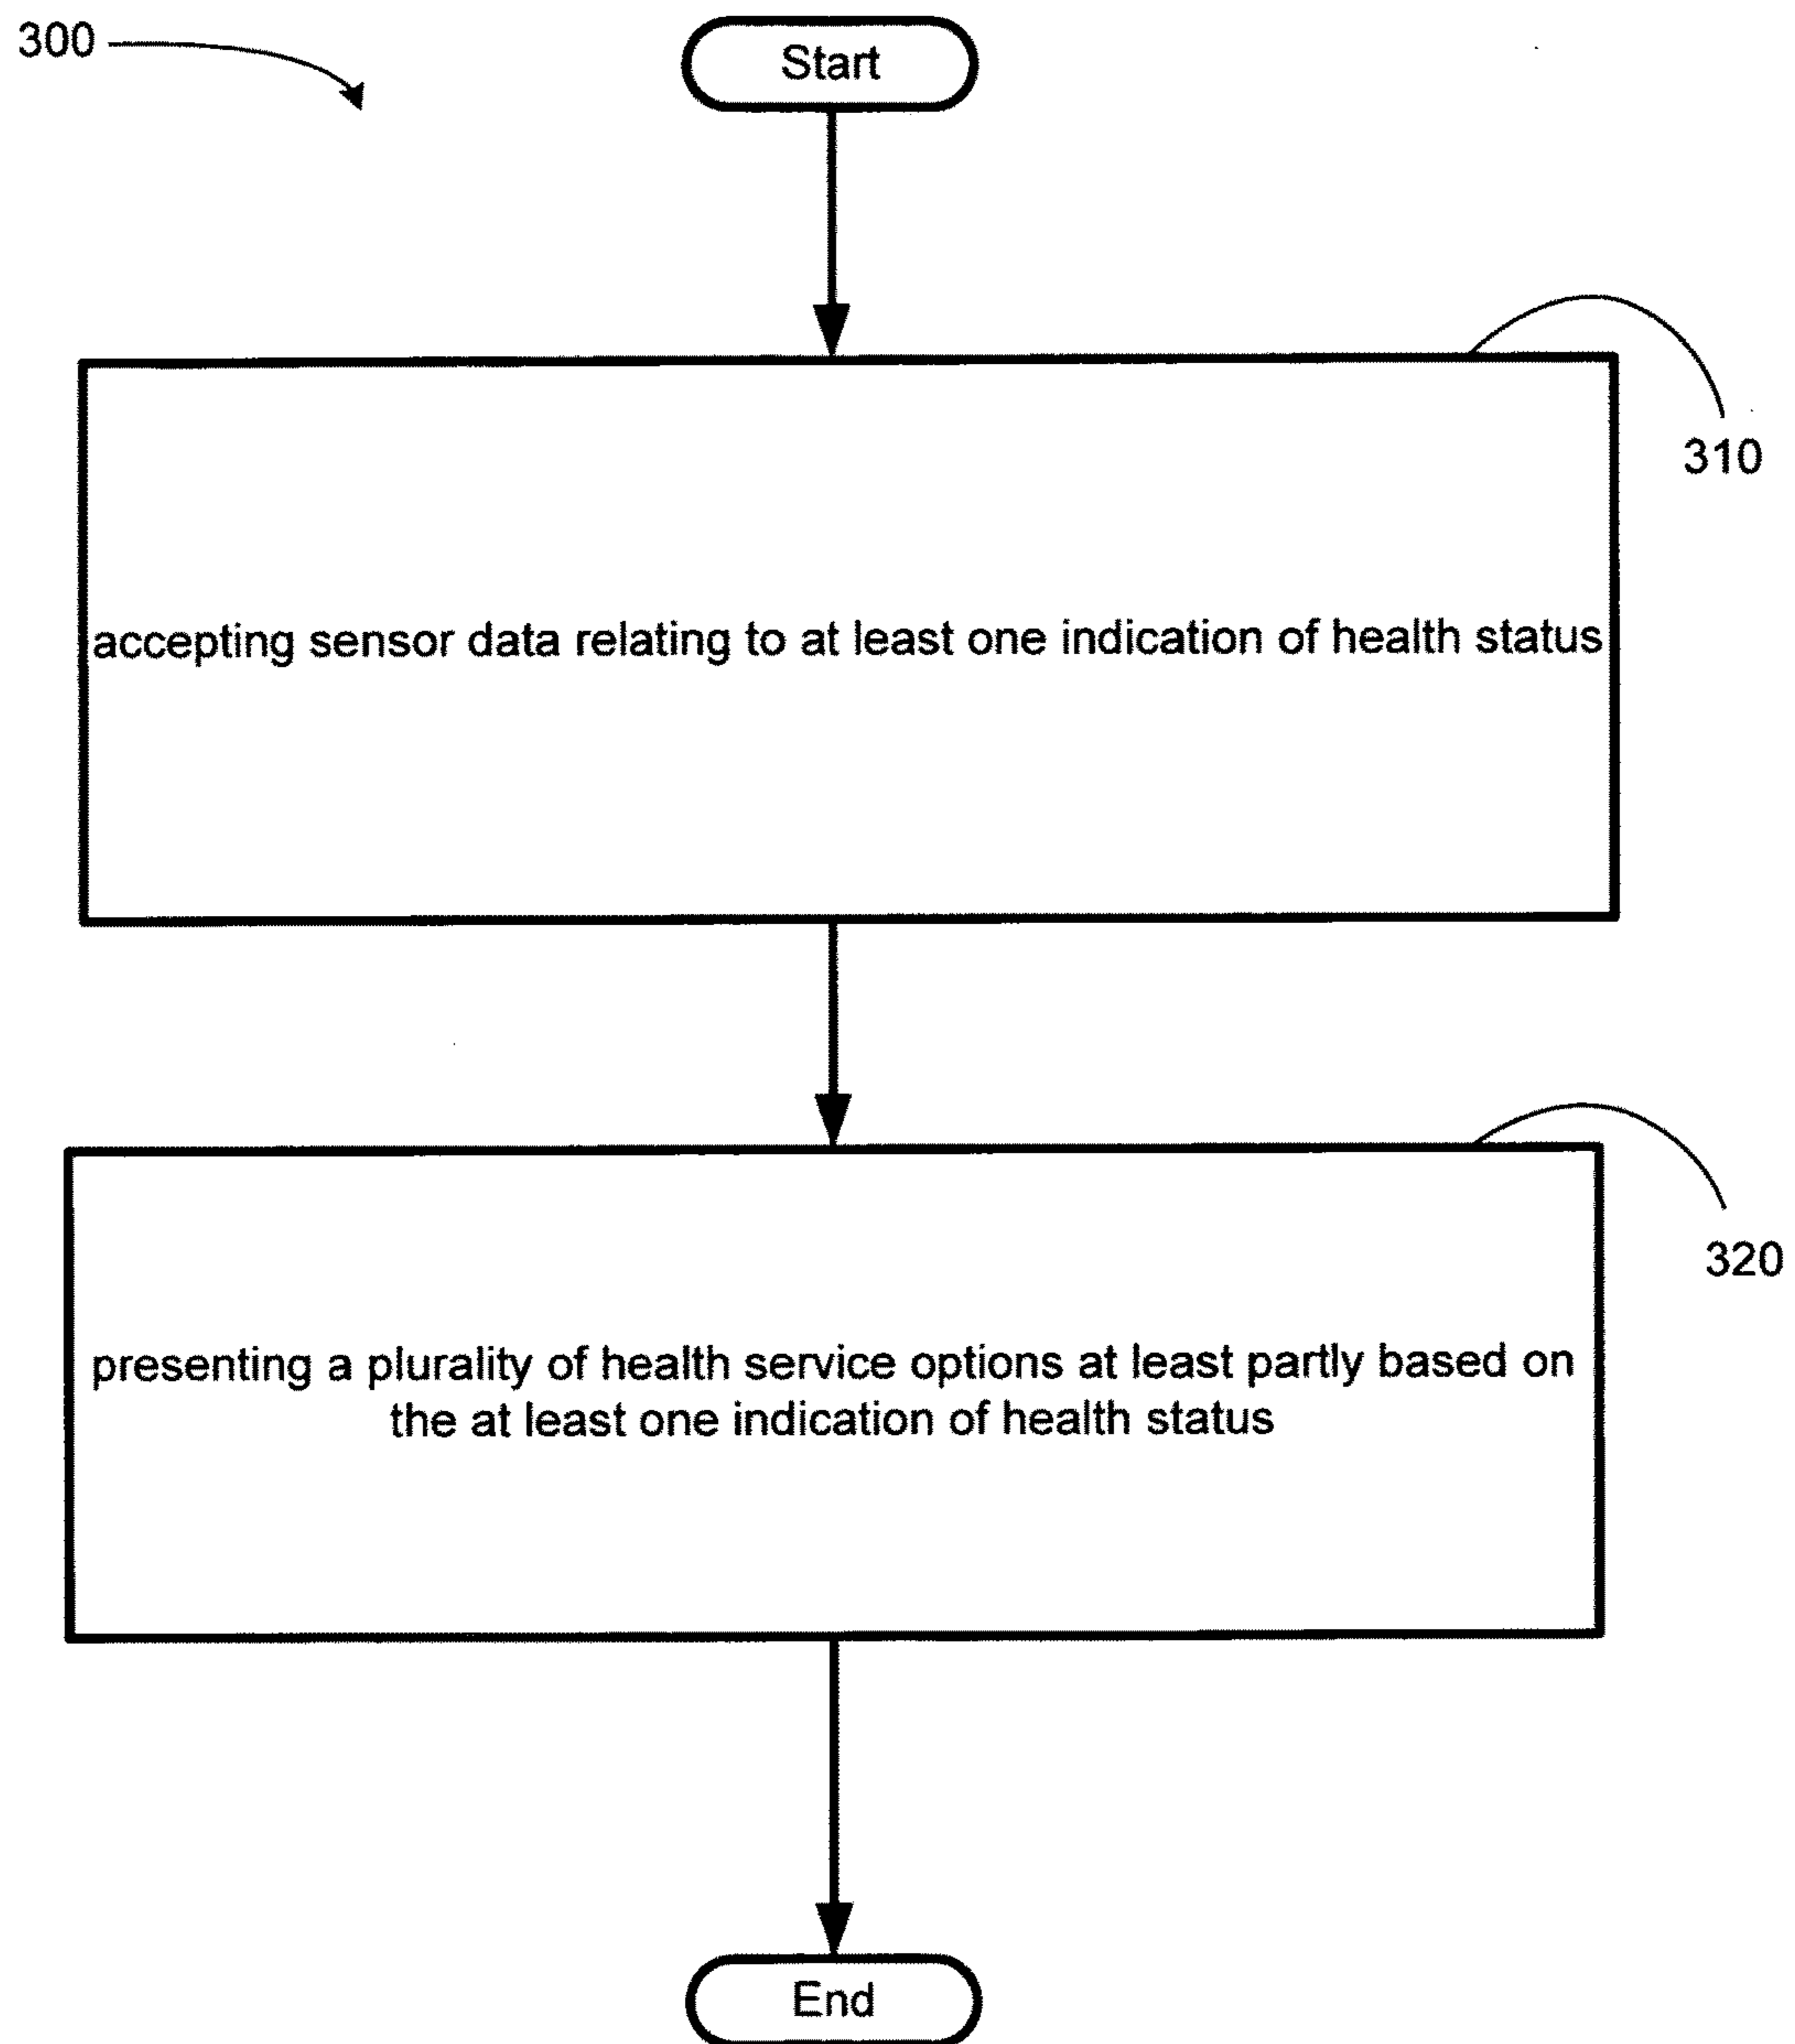 300
Start
310
accepting sensor data relating to at least one indication of health status
320
presenting a plurality of health service options at least partly based on
the at least one indication of health status
End